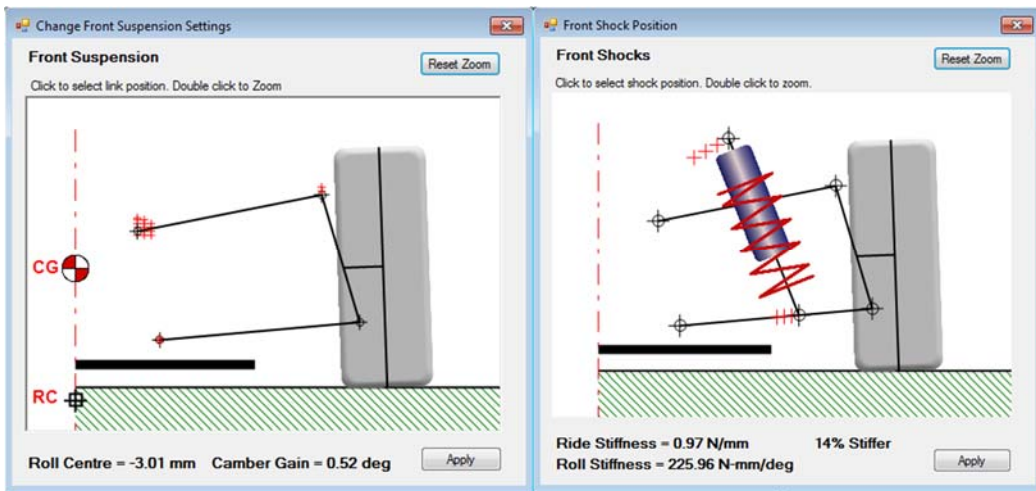 Change Front Suspension Settings
Front Suspension
Reset Zoom
Click to select link position. Double click to Zoom
CG
RC
Roll Centre = -3.01 mm Camber Gain = 0.52 deg
Apply
Front Shock Position
Front Shocks
Reset Zoom
Click to select shock position. Double click to zoom.
Ride Stiffness = 0.97 N/mm 14% Stiffer
Roll Stiffness = 225.96 N-mm/deg
Apply